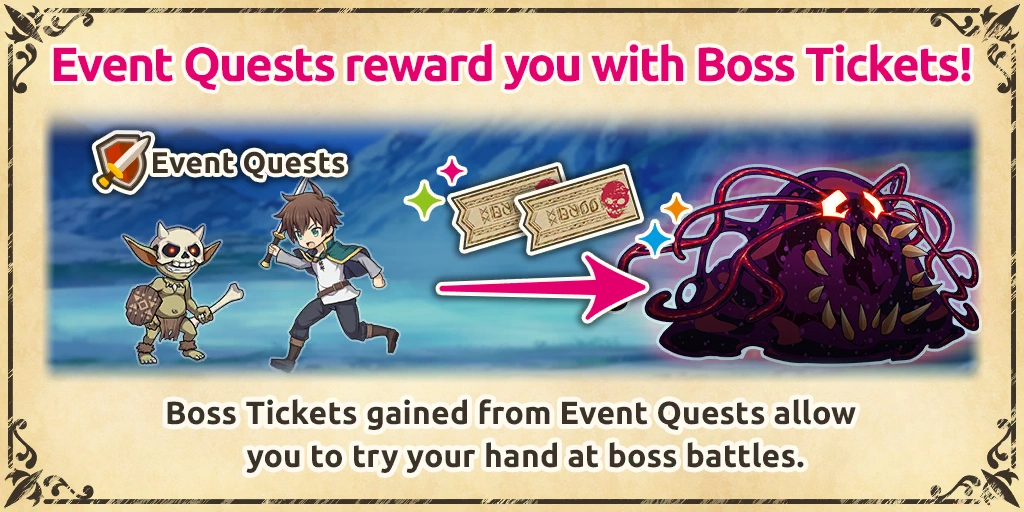 Event Quests reward you with Boss Tickets!
Event Quests
Boss Tickets gained from Event Quests allow
you to try your hand at boss battles.